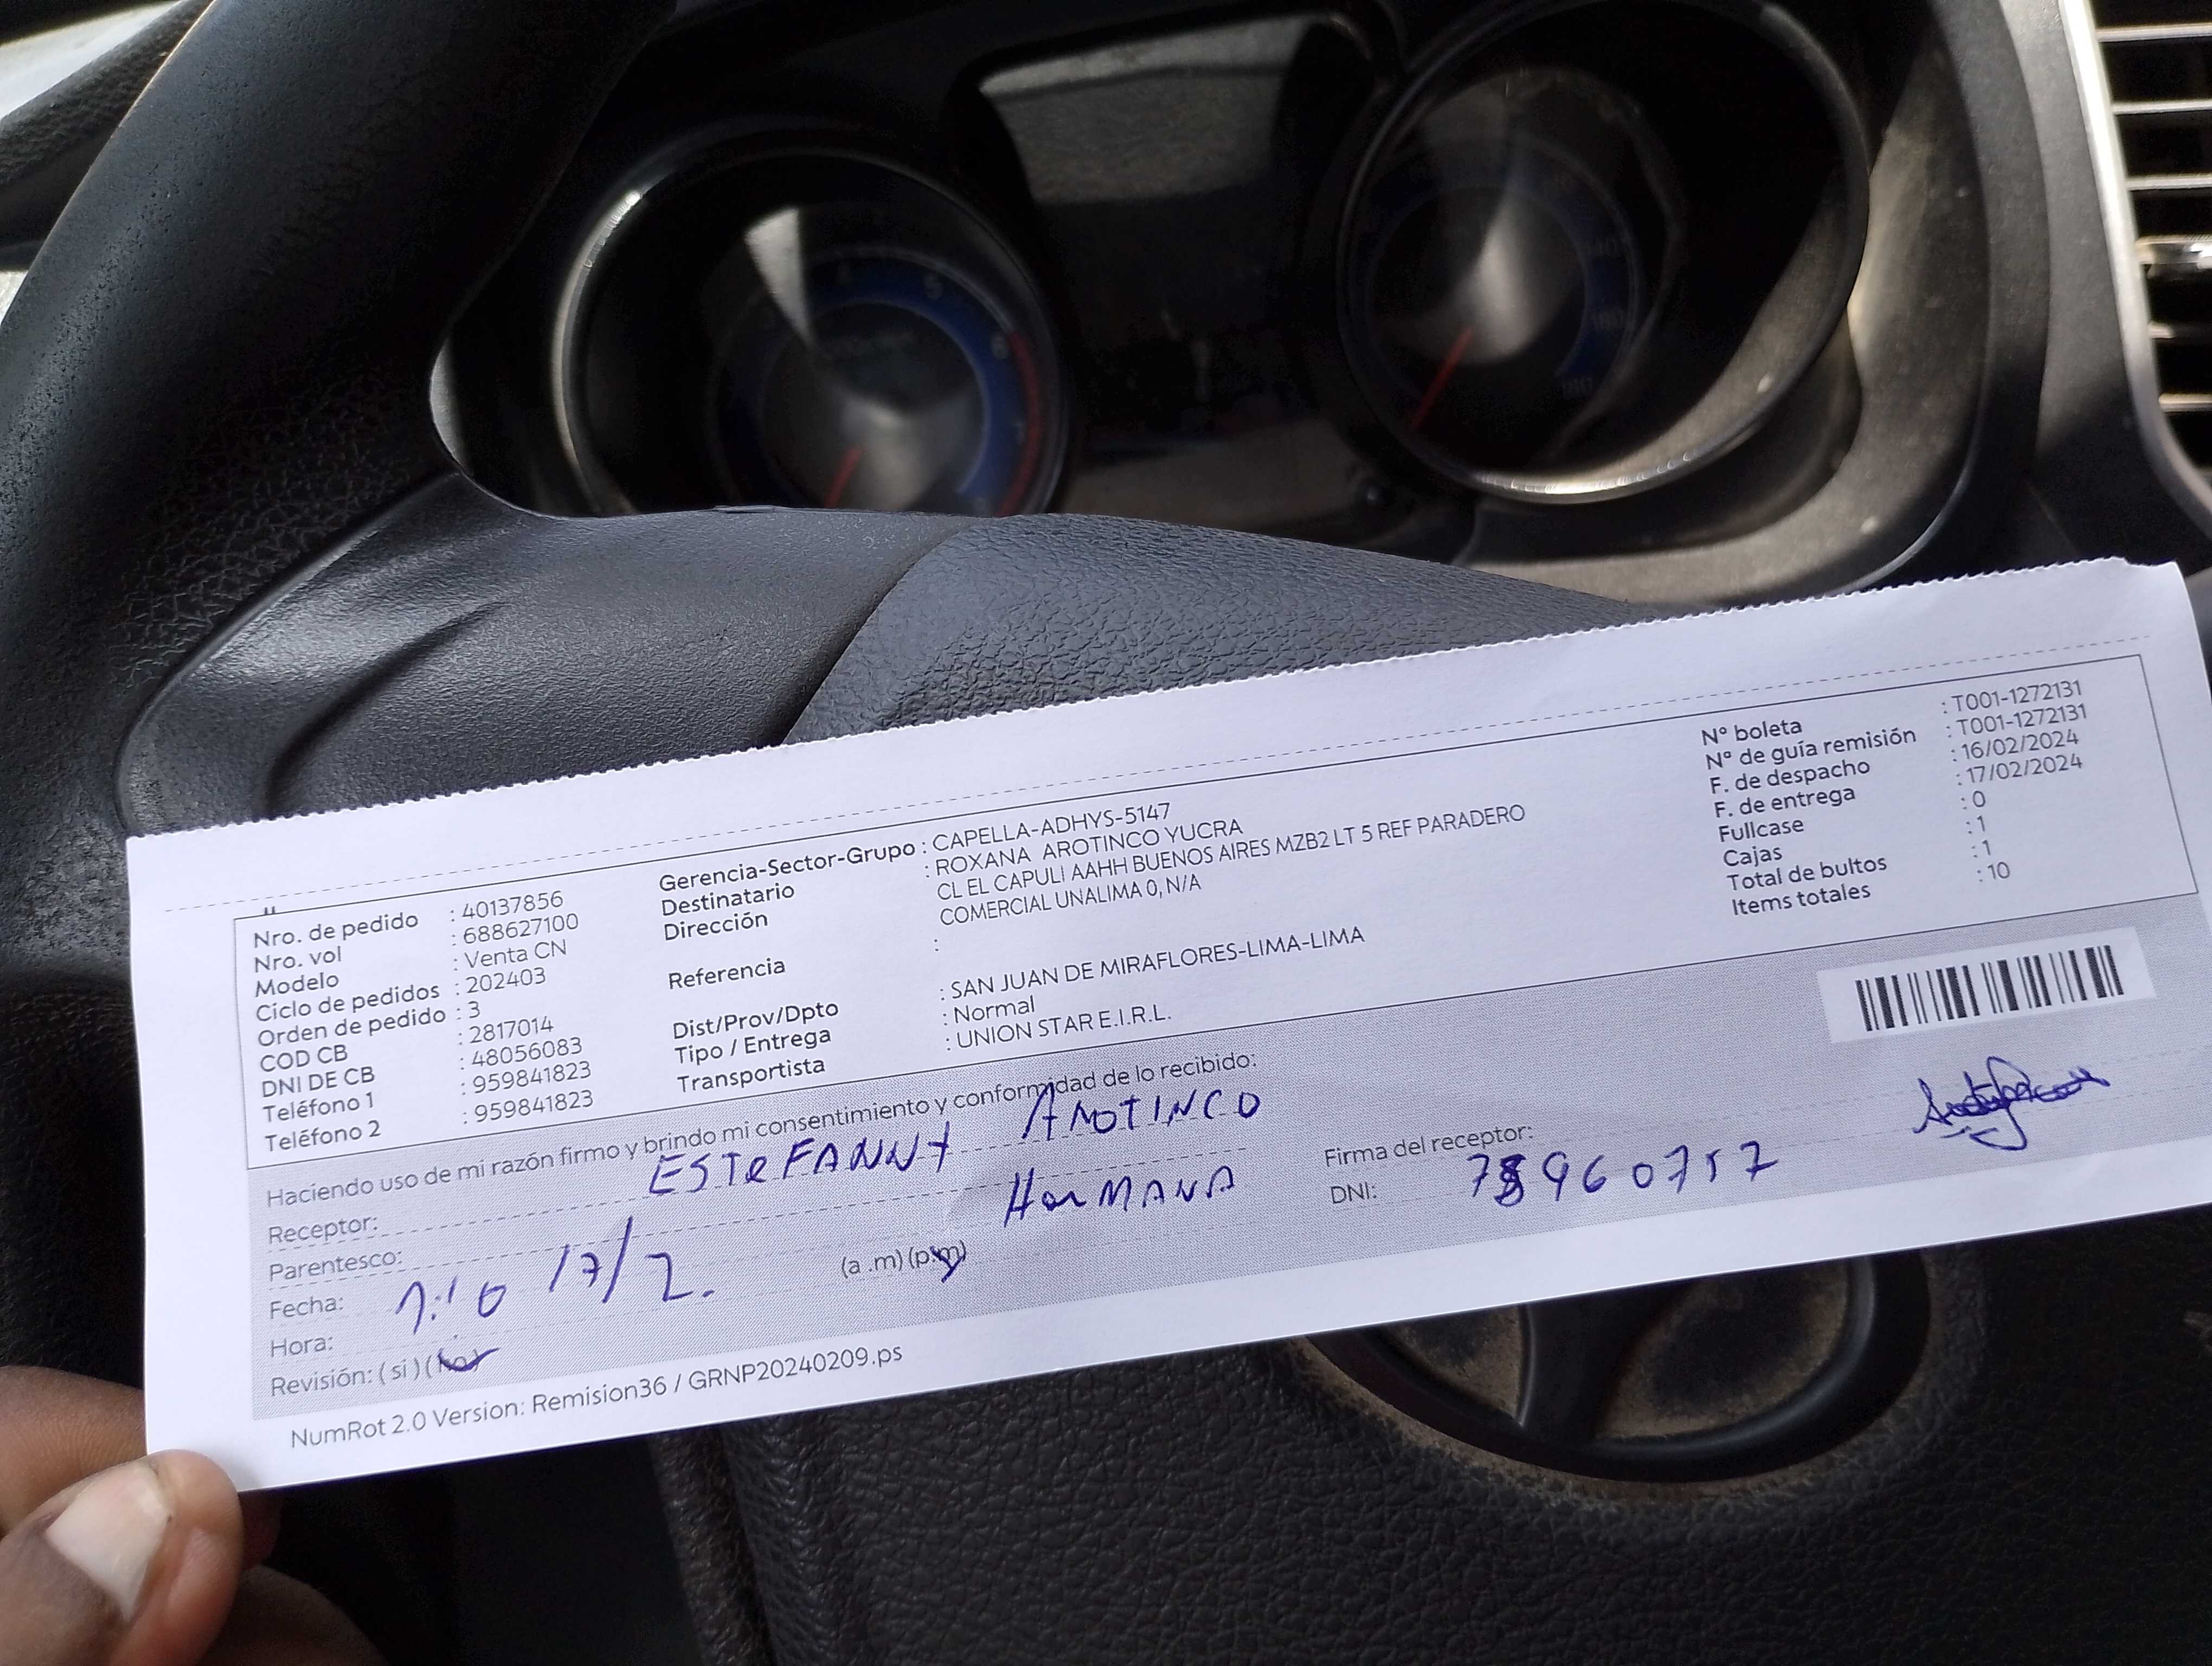 Nro. de pedido : 40137856
Nro. vol : 688627100
Modelo : Venta CN
Ciclo de pedidos : 202403
Orden de pedido : 3
COD CB : 2817014
DNI DE CB : 48056083
Teléfono 1 : 959841823
Teléfono 2 : 959841823
Gerencia-Sector-Grupo : CAPELLA-ADHYS-5147
Destinatario : ROXANA AROTINCO YUCRA
Dirección CL EL CAPULI AAHH BUENOS AIRES MZB2 LT 5 REF PARADERO
COMERCIAL UNALIMA 0, N/A
Referencia :
Dist/Prov/Dpto : SAN JUAN DE MIRAFLORES-LIMA-LIMA
Tipo / Entrega : Normal
Transportista : UNION STAR E.I.R.L.
N° boleta : T001-1272131
N° de guía remisión : T001-1272131
F. de despacho : 16/02/2024
F. de entrega : 17/02/2024
Fullcase : 0
Cajas : 1
Total de bultos : 1
Items totales : 10
Haciendo uso de mi razón firmo y brindo mi consentimiento y conformidad de lo recibido:
Receptor: ESTEFANNY AROTINCO
Parentesco: HERMANA
Fecha: 17/2.
Hora: 1:10 (a .m) (p.m)
Revisión: ( si ) (no)
Firma del receptor:
DNI: 78960757
NumRot 2.0 Version: Remision36 / GRNP20240209.ps